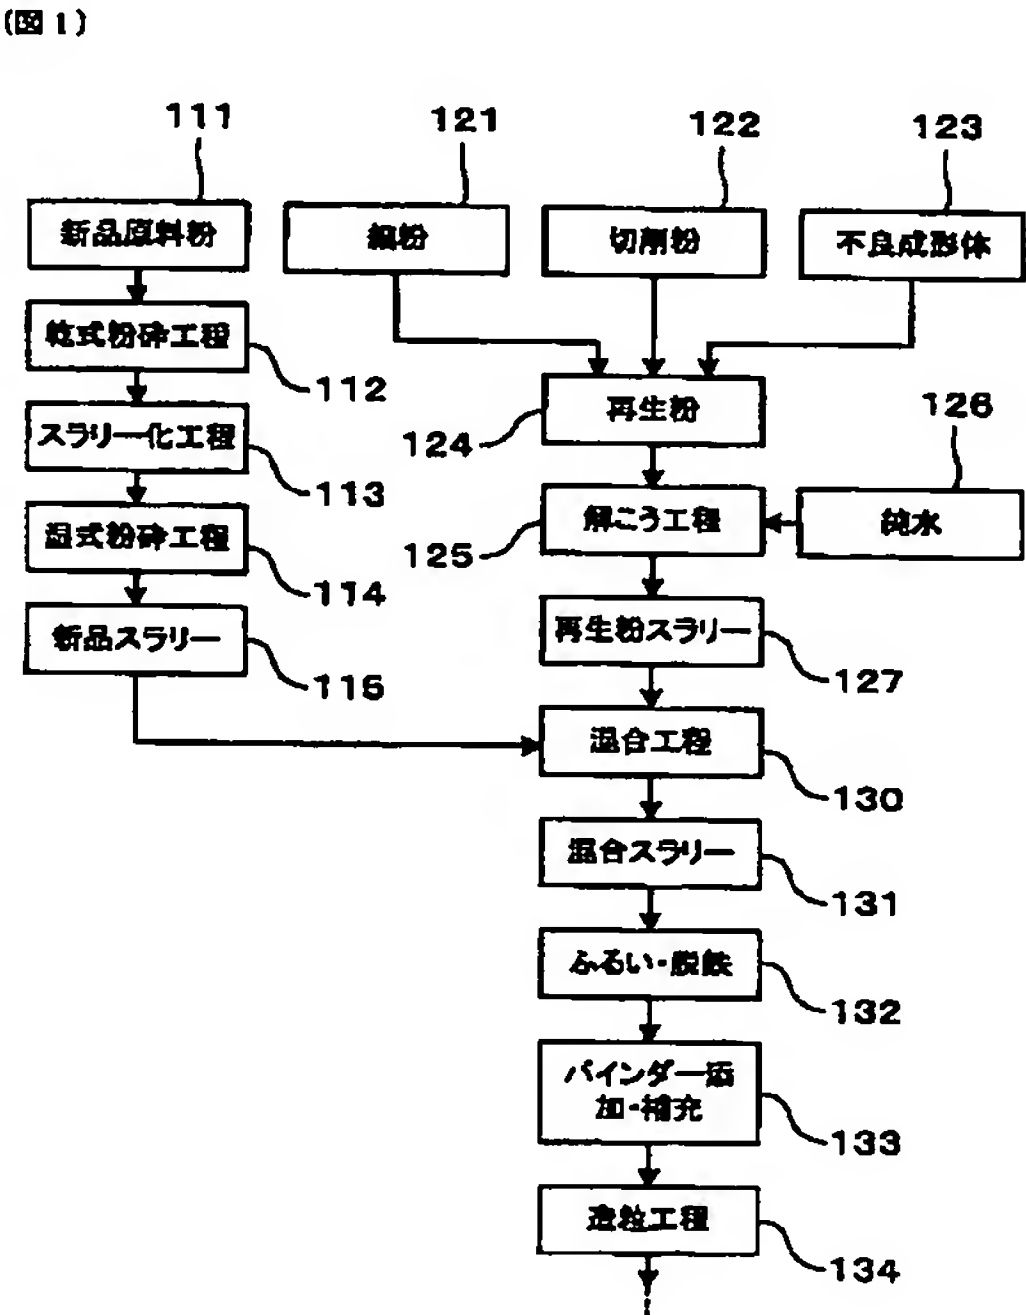 (図1)
111
121
122
123
新品原料粉
細粉
切削粉
不良成形体
乾式粉砕工程
112
再生粉
124
126
スラリー化工程
113
解こう工程
125
純水
湿式粉砕工程
114
新品スラリー
115
再生粉スラリー
127
混合工程
130
混合スラリー
131
ふるい・脱鉄
132
バインダー添
加・補充
133
造粒工程
134